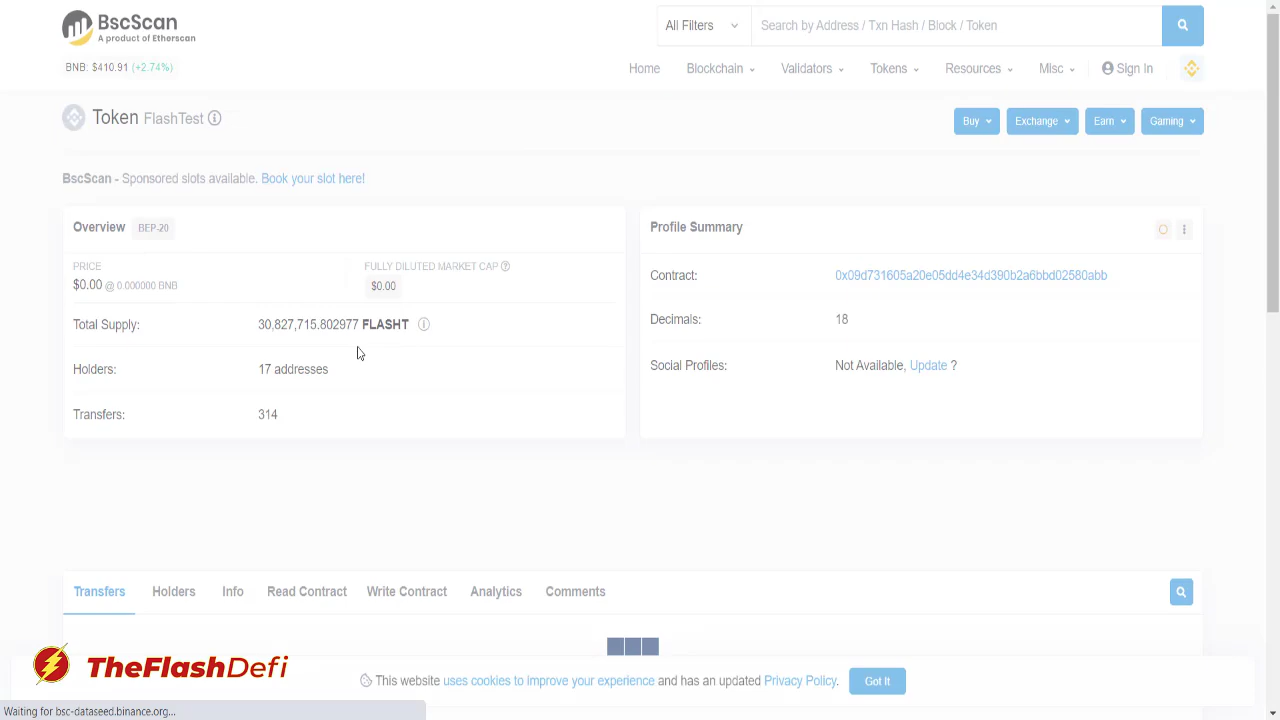 BscScan
A product of Etherscan
All Filters
Search by Address / Txn Hash / Block / Token
BNB: $410.91 (+2.74%)
Home Blockchain Validators Tokens Resources Misc Sign In
Token FlashTest
Buy Exchange Earn Gaming
BscScan - Sponsored slots available. Book your slot here!
Overview BEP-20
PRICE
$0.00 @ 0.000000 BNB
FULLY DILUTED MARKET CAP
$0.00
Total Supply: 30,827,715.802977 FLASHT
Holders: 17 addresses
Transfers: 314
Profile Summary
Contract: 0x09d731605a20e05dd4e34d390b2a6bbd02580abb
Decimals: 18
Social Profiles: Not Available, Update ?
Transfers Holders Info Read Contract Write Contract Analytics Comments
TheFlashDefi
This website uses cookies to improve your experience and has an updated Privacy Policy. Got It
Waiting for bsc-dataseed.binance.org...